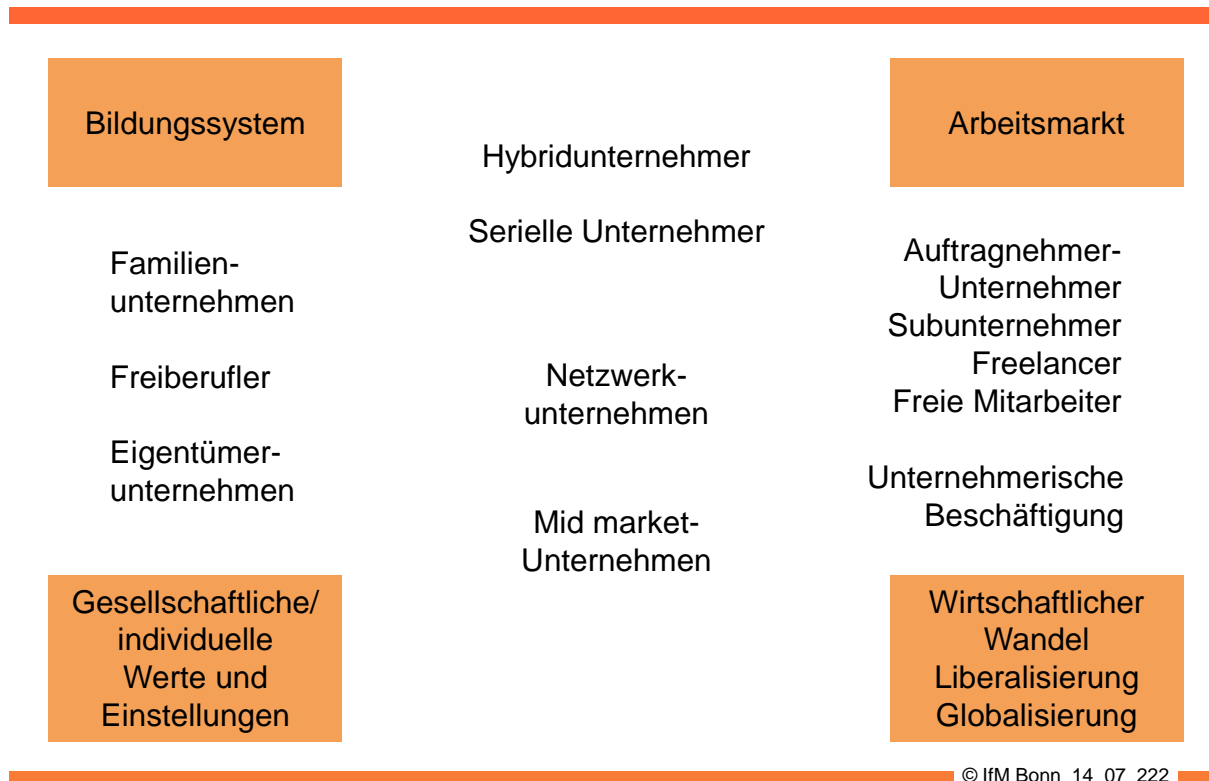 Bildungssystem
Arbeitsmarkt
Hybridunternehmer
Serielle Unternehmer
Familien-
unternehmen
Freiberufler
Eigentümer-
unternehmen
Netzwerk-
unternehmen
Mid market-
Unternehmen
Auftragnehmer-
Unternehmer
Subunternehmer
Freelancer
Freie Mitarbeiter
Unternehmerische
Beschäftigung
Gesellschaftliche/
individuelle
Werte und
Einstellungen
Wirtschaftlicher
Wandel
Liberalisierung
Globalisierung
© IfM Bonn 14 07 222